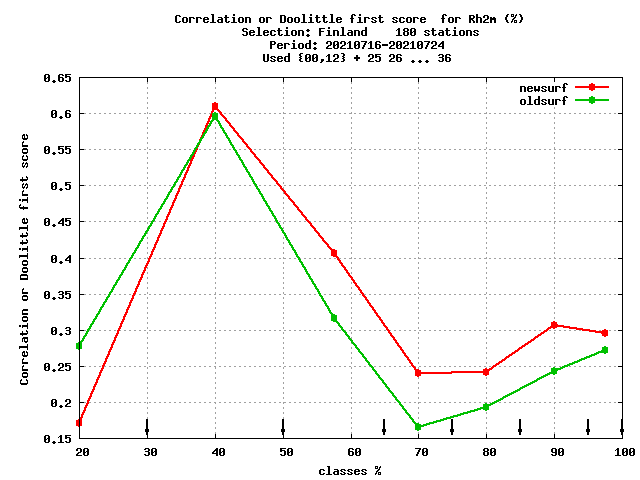 Correlation or Doolittle first score  for Rh2m (%)
Selection: Finland    180 stations
Period: 20210716-20210724
Used {00,12} + 25 26 ... 36
newsurf
oldsurf
Correlation or Doolittle first score
0.65
0.6
0.55
0.5
0.45
0.4
0.35
0.3
0.25
0.2
0.15
20 30 40 50 60 70 80 90 100
classes %